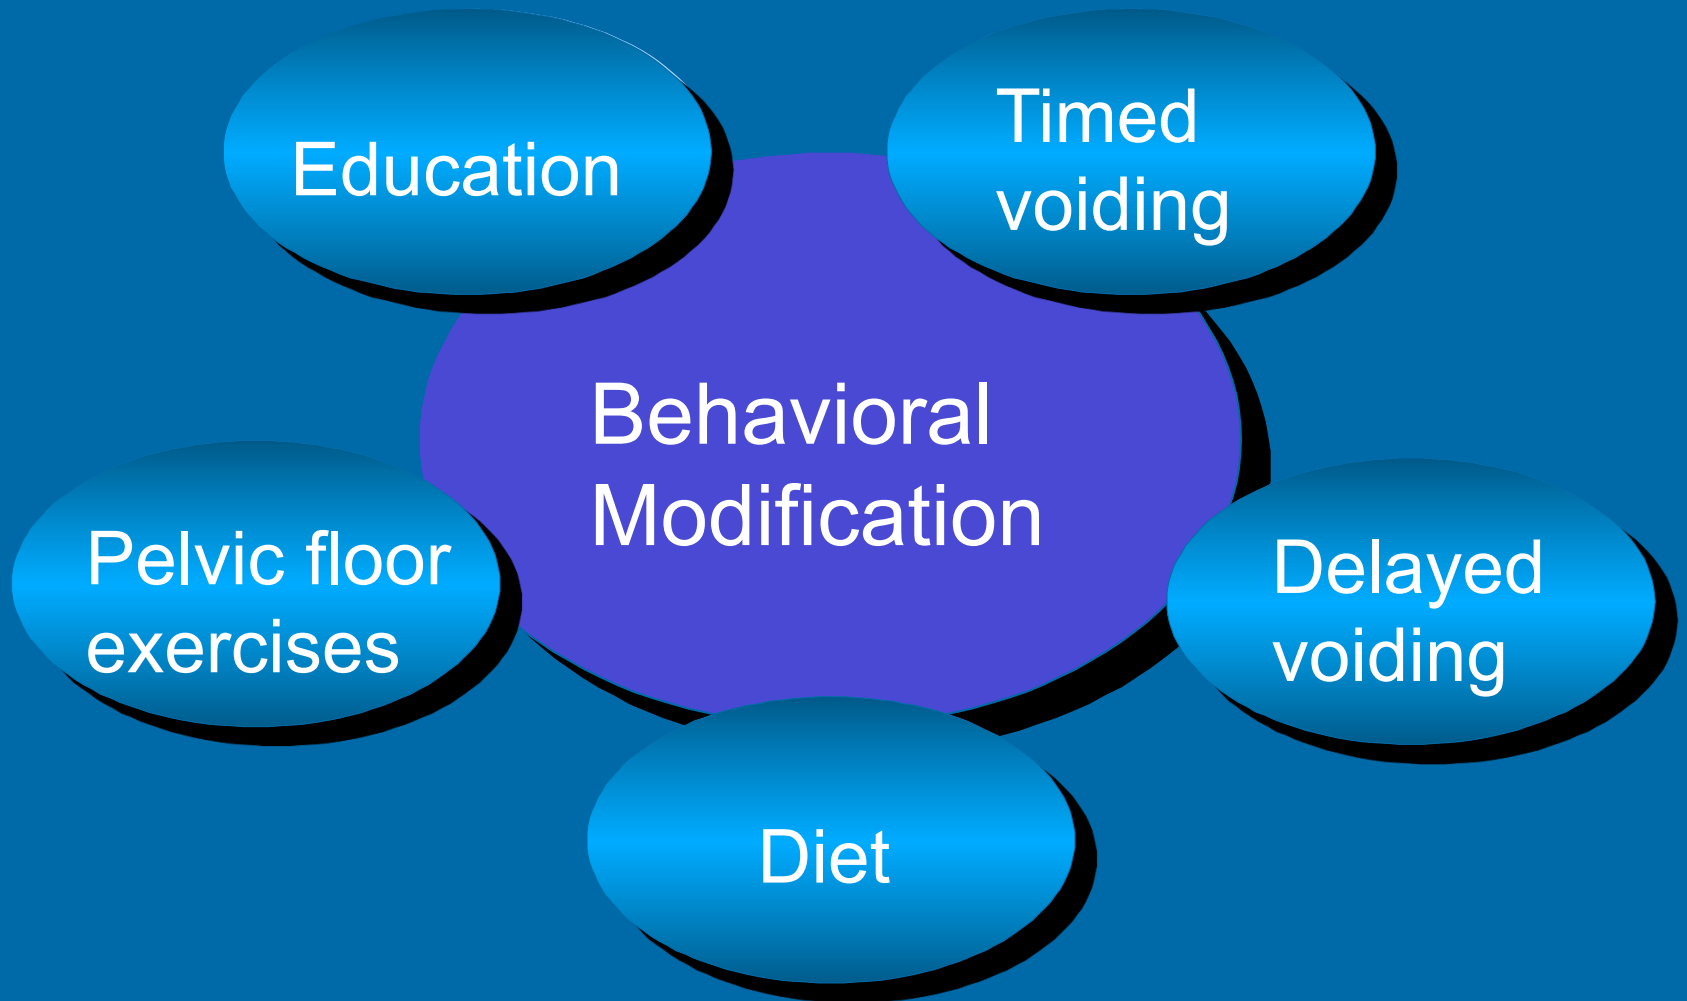 Education
Timed
voiding
Behavioral
Modification
Pelvic floor
exercises
Delayed
voiding
Diet